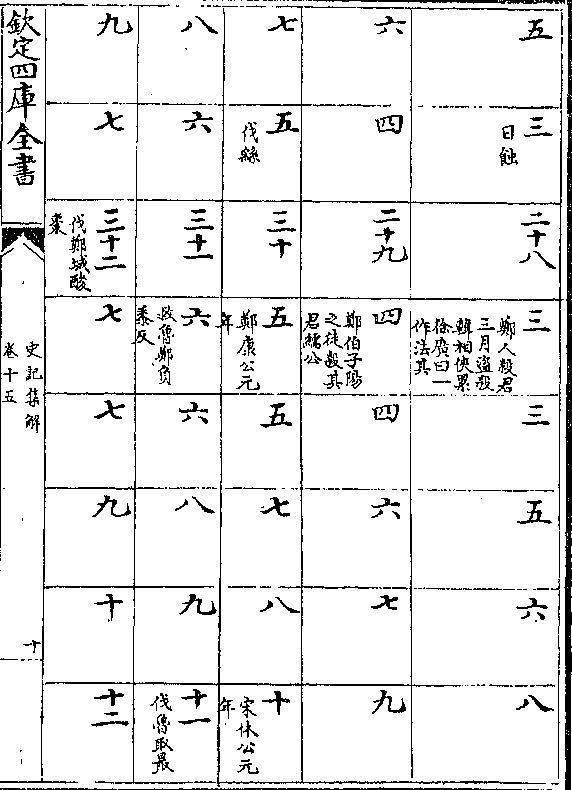 五
三
日蝕
二十八
三
鄭人殺君
三月盜殺
韓相俠累
徐廣曰一
作法其
三
五
六
八
六
四
二十九
四
鄭伯子陽
之徒殺其
君繻公
四
六
七
九
七
五
伐緜
三十
五
鄭康公元
年
五
七
八
十
宋休公元
年
八
六
三十一
六
救魯鄭負
黍反
六
八
九
十一
伐魯取最
九
七
三十二
伐鄭城酸
棗
七
七
九
十
十二
欽定四庫全書
史記集解
卷十五
十